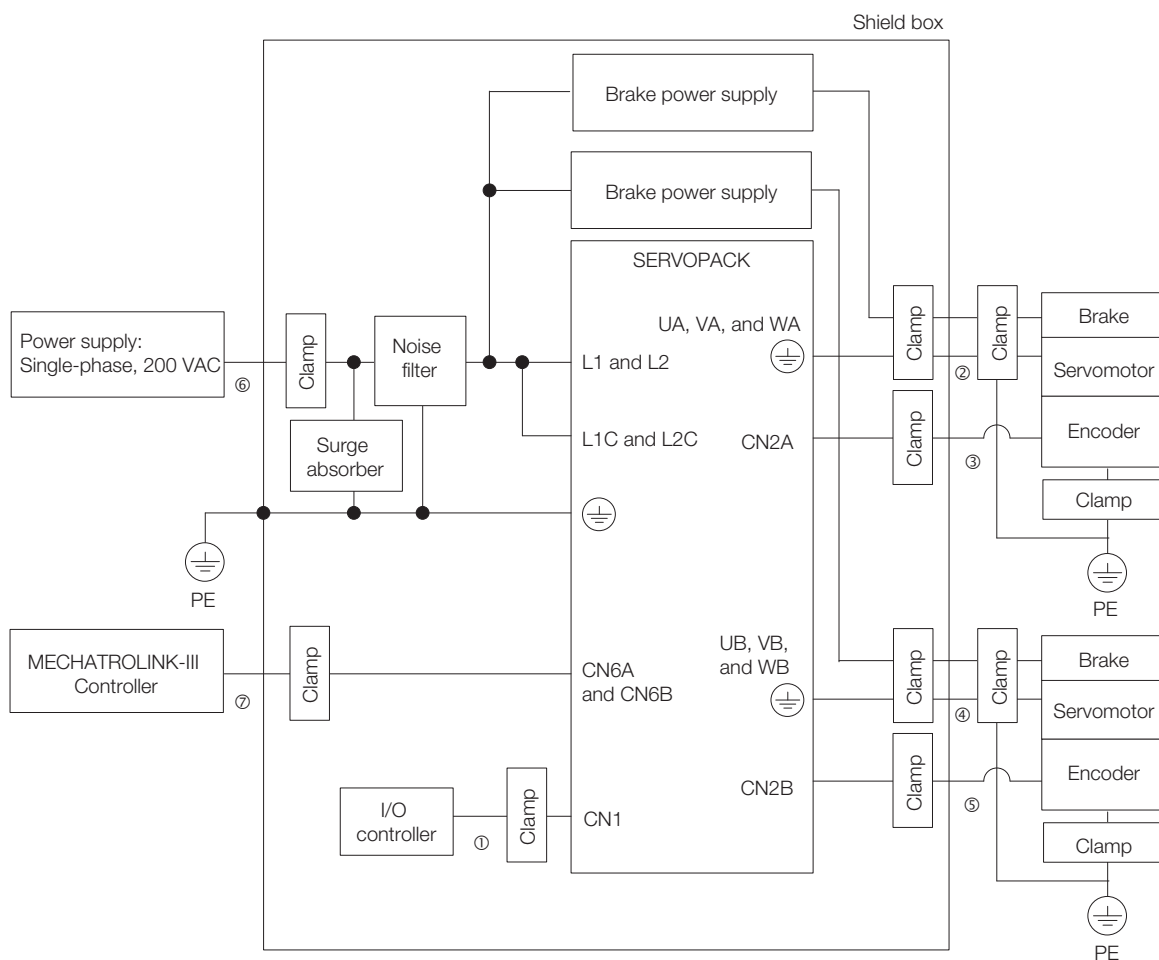 Shield box
Brake power supply
Brake power supply
SERVOPACK
Power supply:
Single-phase, 200 VAC
⑥
Clamp
Noise
filter
Surge
absorber
L1 and L2
L1C and L2C
UA, VA, and WA
CN2A
Clamp
Clamp
②
Clamp
③
Brake
Servomotor
Encoder
Clamp
PE
PE
MECHATROLINK-III
Controller
⑦
Clamp
CN6A
and CN6B
UB, VB,
and WB
CN2B
Clamp
Clamp
④
Clamp
⑤
Brake
Servomotor
Encoder
Clamp
PE
I/O
controller
①
Clamp
CN1